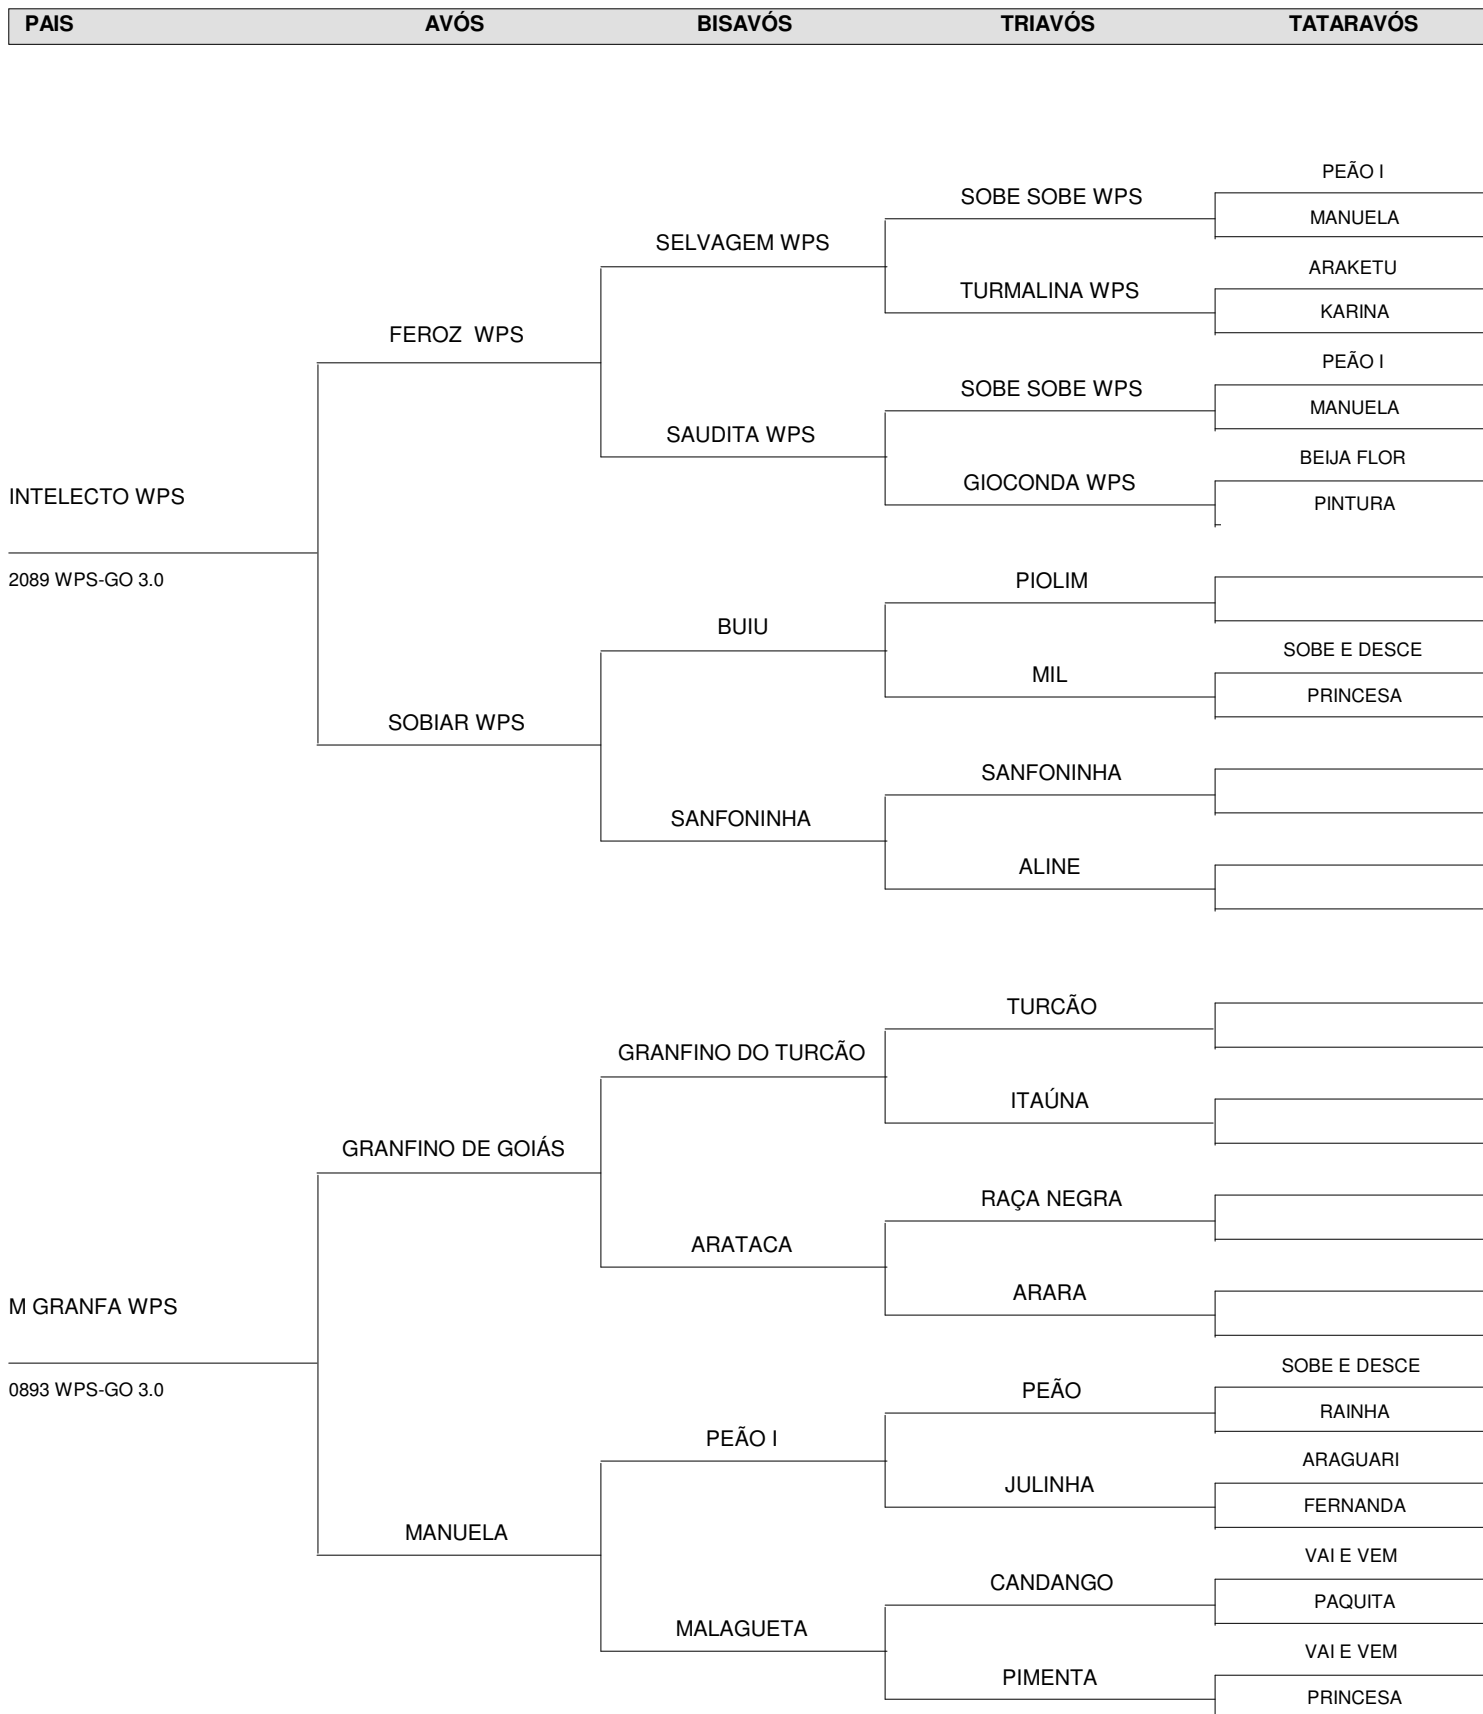 PAIS AVÓS BISAVÓS TRIAVÓS TATARAVÓS
PEÃO I
SOBE SOBE WPS
MANUELA
SELVAGEM WPS
ARAKETU
TURMALINA WPS
KARINA
FEROZ  WPS
PEÃO I
SOBE SOBE WPS
MANUELA
SAUDITA WPS
BEIJA FLOR
GIOCONDA WPS
INTELECTO WPS
PINTURA
2089 WPS-GO 3.0
PIOLIM
BUIU
SOBE E DESCE
MIL
PRINCESA
SOBIAR WPS
SANFONINHA
SANFONINHA
ALINE
TURCÃO
GRANFINO DO TURCÃO
ITAÚNA
GRANFINO DE GOIÁS
RAÇA NEGRA
ARATACA
ARARA
M GRANFA WPS
SOBE E DESCE
0893 WPS-GO 3.0
PEÃO
RAINHA
PEÃO I
ARAGUARI
JULINHA
FERNANDA
MANUELA
VAI E VEM
CANDANGO
PAQUITA
MALAGUETA
VAI E VEM
PIMENTA
PRINCESA